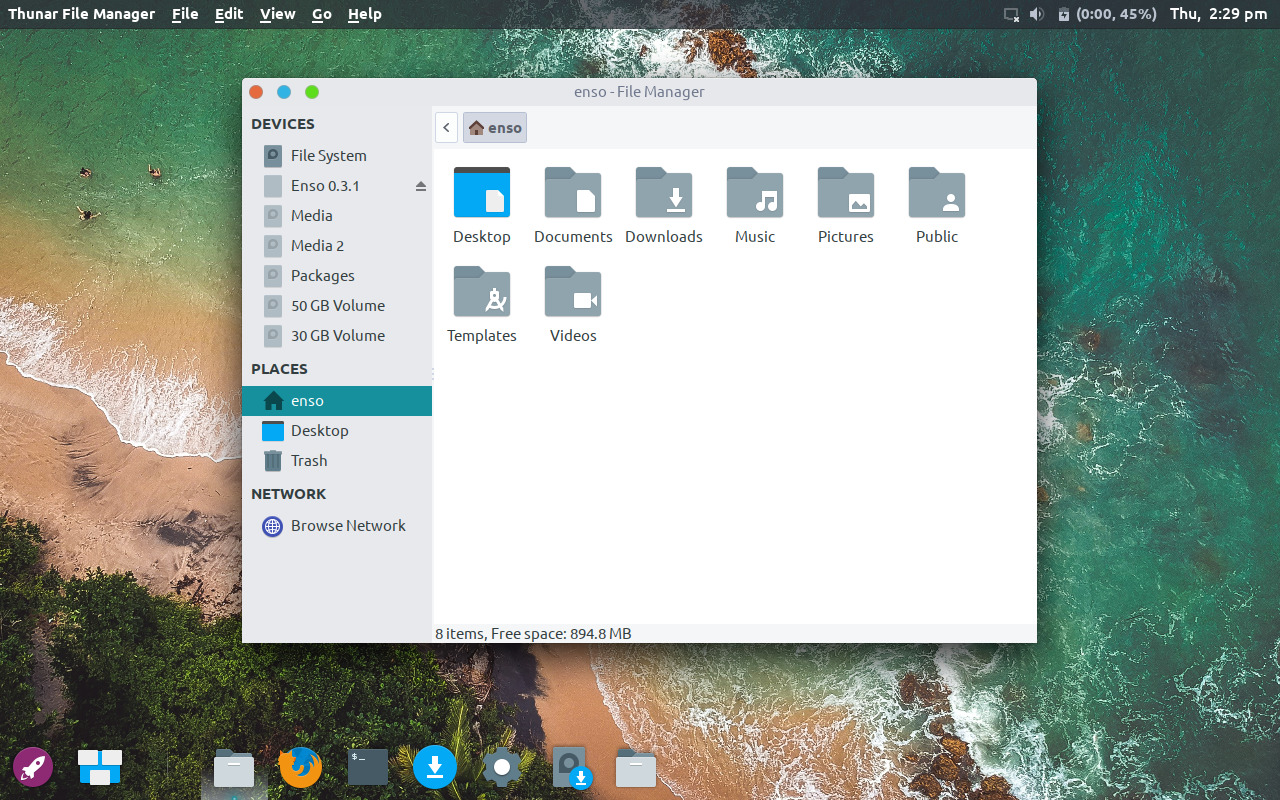 Thunar File Manager File Edit View Go Help (0:00, 45%) Thu, 2:29 pm
enso - File Manager
DEVICES
File System
Enso 0.3.1
Media
Media 2
Packages
50 GB Volume
30 GB Volume
PLACES
enso
Desktop
Trash
NETWORK
Browse Network
enso
Desktop Documents Downloads Music Pictures Public
Templates Videos
8 items, Free space: 894.8 MB
$_